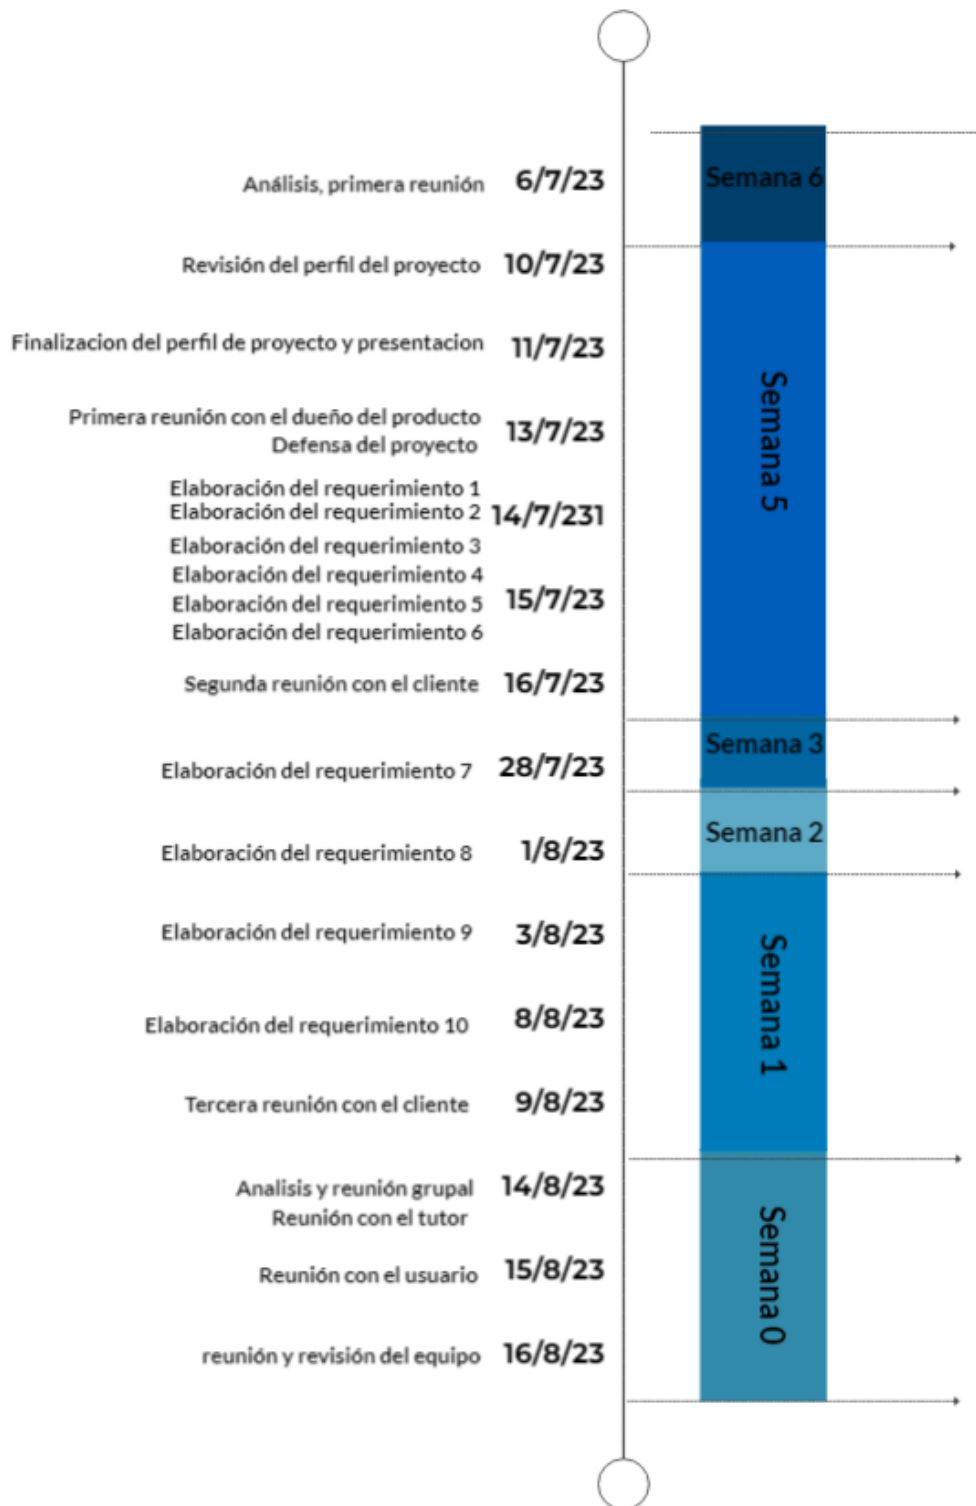 Análisis, primera reunión 6/7/23
Semana 6
Revisión del perfil del proyecto 10/7/23
Finalizacion del perfil de proyecto y presentacion 11/7/23
Primera reunión con el dueño del producto
Defensa del proyecto
13/7/23
Semana 5
Elaboración del requerimiento 1
Elaboración del requerimiento 2
14/7/231
Elaboración del requerimiento 3
Elaboración del requerimiento 4
Elaboración del requerimiento 5
Elaboración del requerimiento 6
15/7/23
Segunda reunión con el cliente 16/7/23
Semana 3
Elaboración del requerimiento 7 28/7/23
Semana 2
Elaboración del requerimiento 8 1/8/23
Elaboración del requerimiento 9 3/8/23
Semana 1
Elaboración del requerimiento 10 8/8/23
Tercera reunión con el cliente 9/8/23
Analisis y reunión grupal
Reunión con el tutor
14/8/23
Semana 0
Reunión con el usuario 15/8/23
reunión y revisión del equipo 16/8/23